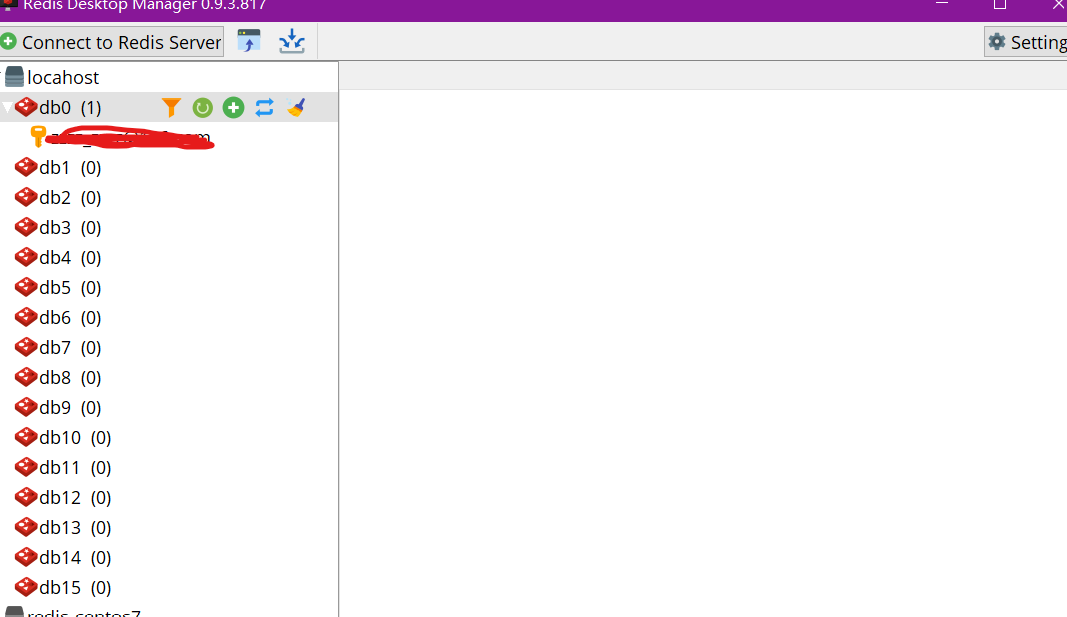 Redis Desktop Manager 0.9.3.817
Connect to Redis Server
Setting
locahost
db0 (1)
db1 (0)
db2 (0)
db3 (0)
db4 (0)
db5 (0)
db6 (0)
db7 (0)
db8 (0)
db9 (0)
db10 (0)
db11 (0)
db12 (0)
db13 (0)
db14 (0)
db15 (0)
redis-centos7